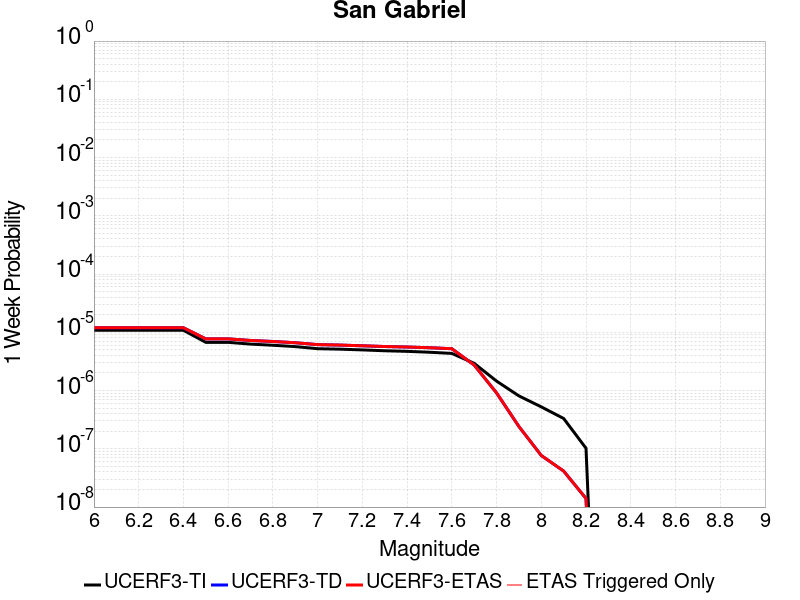 San Gabriel
10 0
10 -1
10 -2
10 -3
10 -4
10 -5
10 -6
10 -7
10 -8
1 Week Probability
6 6.2 6.4 6.6 6.8 7 7.2 7.4 7.6 7.8 8 8.2 8.4 8.6 8.8 9
Magnitude
UCERF3-TI UCERF3-TD UCERF3-ETAS ETAS Triggered Only